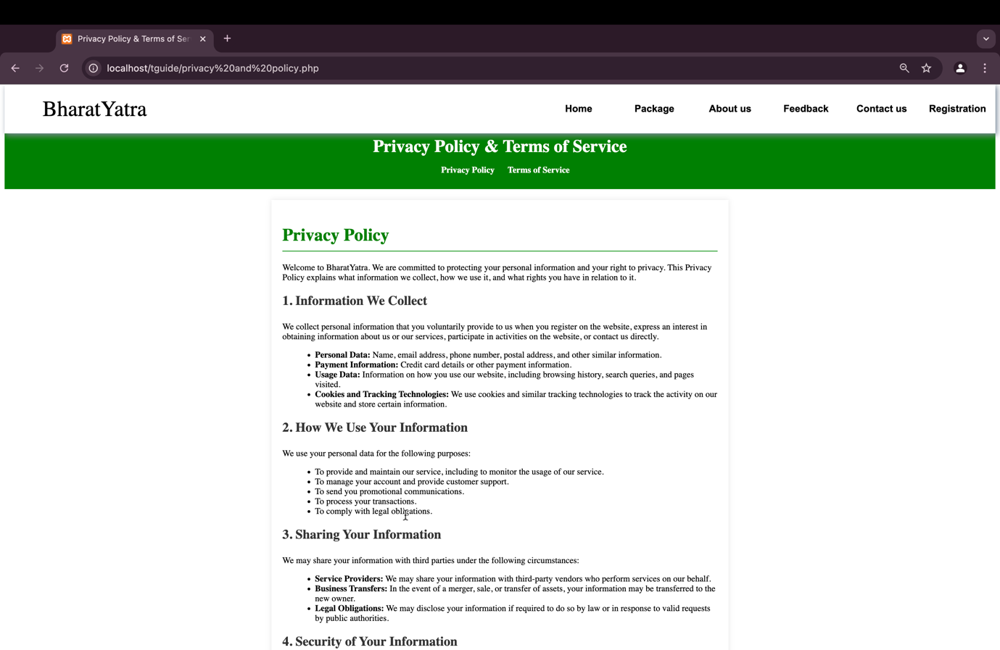 Privacy Policy & Terms of Ser
localhost/tguide/privacy%20and%20policy.php
BharatYatra
Home Package About us Feedback Contact us Registration
Privacy Policy & Terms of Service
Privacy Policy Terms of Service
Privacy Policy
Welcome to BharatYatra. We are committed to protecting your personal information and your right to privacy. This Privacy
Policy explains what information we collect, how we use it, and what rights you have in relation to it.
1. Information We Collect
We collect personal information that you voluntarily provide to us when you register on the website, express an interest in
obtaining information about us or our services, participate in activities on the website, or contact us directly.
• Personal Data: Name, email address, phone number, postal address, and other similar information.
• Payment Information: Credit card details or other payment information.
• Usage Data: Information on how you use our website, including browsing history, search queries, and pages
visited.
• Cookies and Tracking Technologies: We use cookies and similar tracking technologies to track the activity on our
website and store certain information.
2. How We Use Your Information
We use your personal data for the following purposes:
• To provide and maintain our service, including to monitor the usage of our service.
• To manage your account and provide customer support.
• To send you promotional communications.
• To process your transactions.
• To comply with legal obligations.
3. Sharing Your Information
We may share your information with third parties under the following circumstances:
• Service Providers: We may share your information with third-party vendors who perform services on our behalf.
• Business Transfers: In the event of a merger, sale, or transfer of assets, your information may be transferred to the
new owner.
• Legal Obligations: We may disclose your information if required to do so by law or in response to valid requests
by public authorities.
4. Security of Your Information